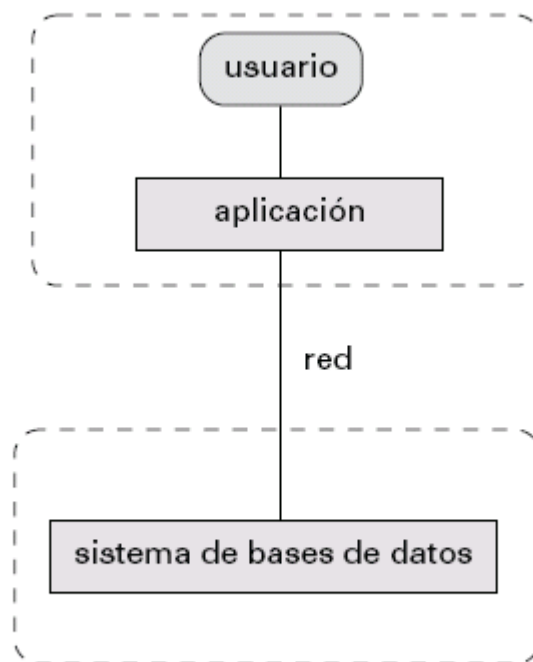 usuario
aplicación
red
sistema de bases de datos